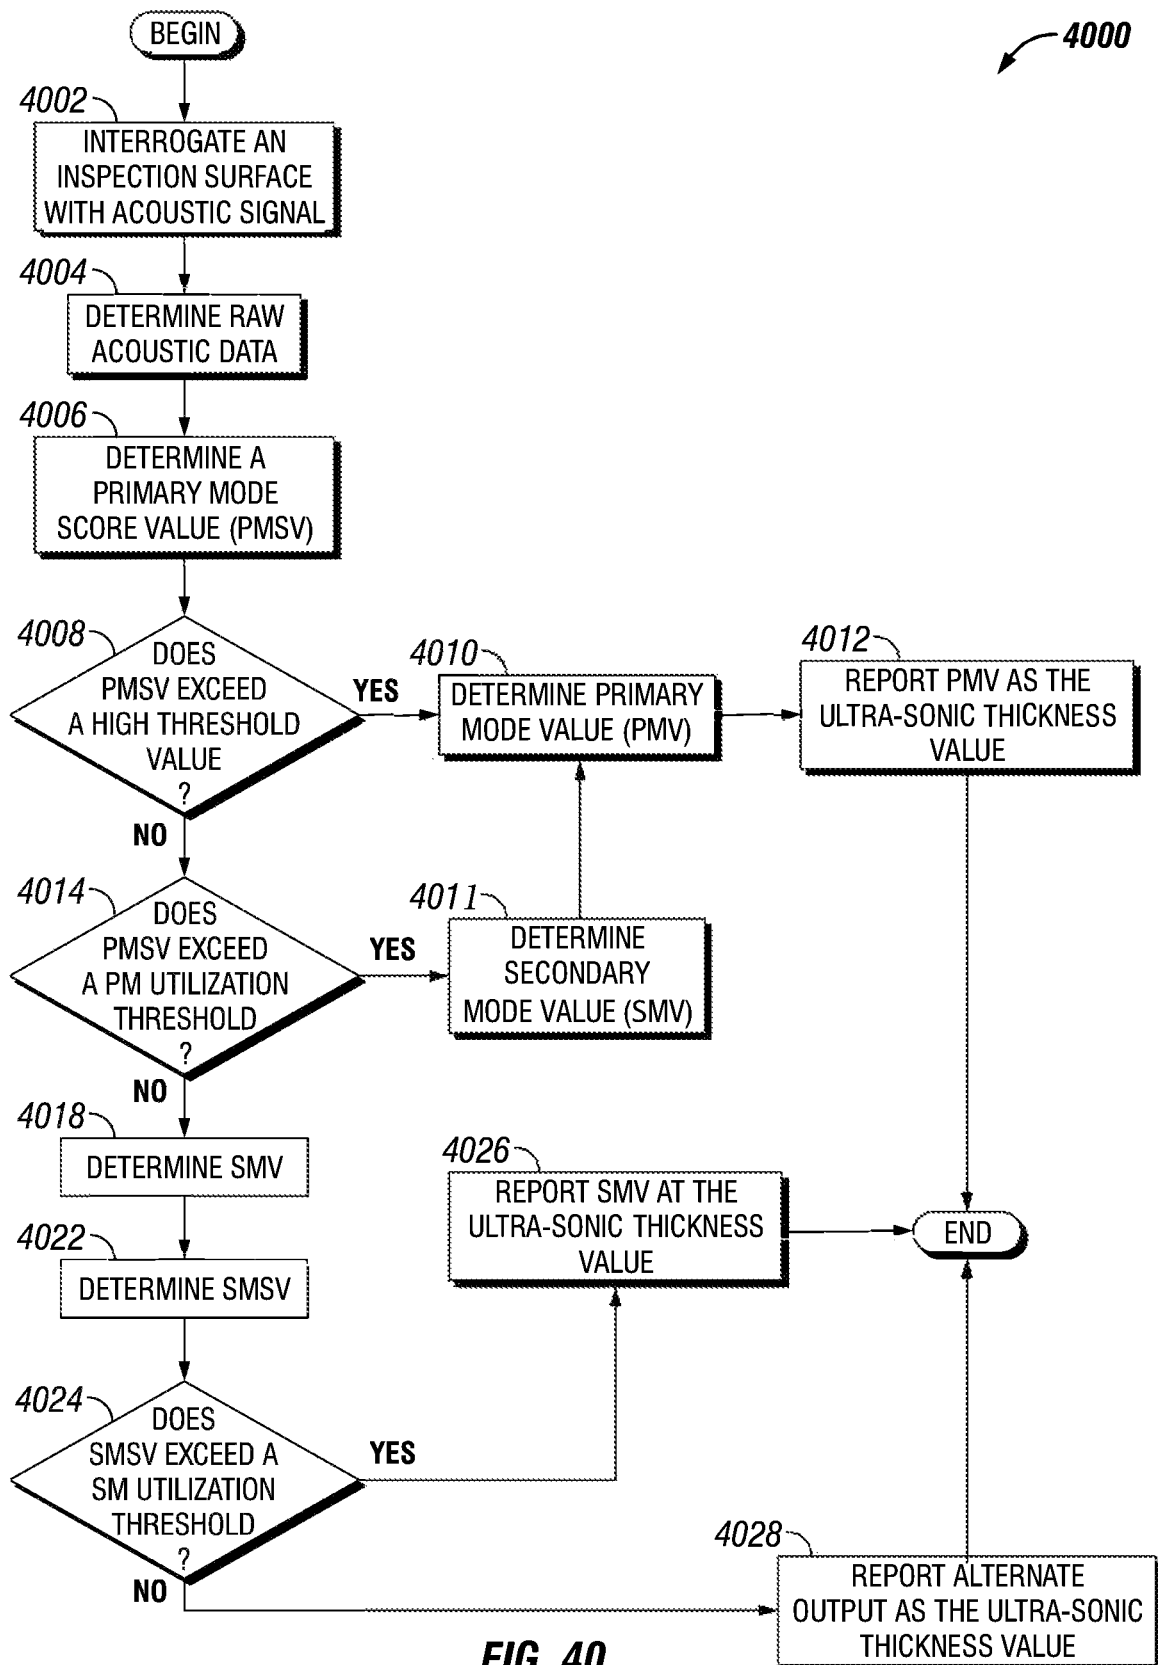 BEGIN
4000
4002
INTERROGATE AN
INSPECTION SURFACE
WITH ACOUSTIC SIGNAL
4004
DETERMINE RAW
ACOUSTIC DATA
4006
DETERMINE A
PRIMARY MODE
SCORE VALUE (PMSV)
4008
DOES
PMSV EXCEED
A HIGH THRESHOLD
VALUE
?
YES
NO
4010
DETERMINE PRIMARY
MODE VALUE (PMV)
4012
REPORT PMV AS THE
ULTRA-SONIC THICKNESS
VALUE
4014
DOES
PMSV EXCEED
A PM UTILIZATION
THRESHOLD
?
YES
NO
4011
DETERMINE
SECONDARY
MODE VALUE (SMV)
4018
DETERMINE SMV
4022
DETERMINE SMSV
4026
REPORT SMV AT THE
ULTRA-SONIC THICKNESS
VALUE
END
4024
DOES
SMSV EXCEED A
SM UTILIZATION
THRESHOLD
?
YES
NO
4028
REPORT ALTERNATE
OUTPUT AS THE ULTRA-SONIC
THICKNESS VALUE
FIG. 40